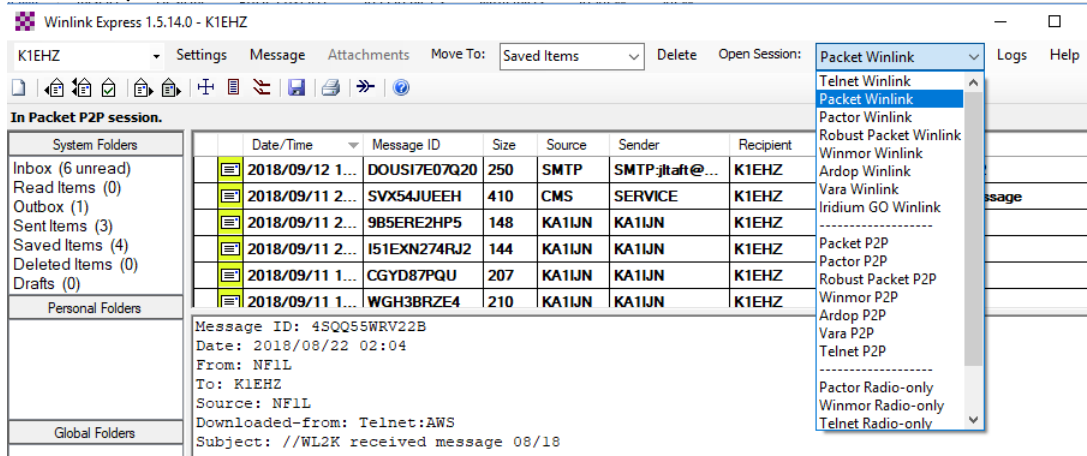 Winlink Express 1.5.14.0 - K1EHZ
K1EHZ Settings Message Attachments Move To: Saved Items Delete Open Session: Packet Winlink Logs Help
In Packet P2P session.
System Folders
Inbox (6 unread)
Read Items (0)
Outbox (1)
Sent Items (3)
Saved Items (4)
Deleted Items (0)
Drafts (0)
Personal Folders
Global Folders
Date/Time Message ID Size Source Sender Recipient
2018/09/12 1... DOUSI7E07Q20 250 SMTP SMTP:jltaft@... K1EHZ
2018/09/11 2... SVX54JUEEH 410 CMS SERVICE K1EHZ ssage
2018/09/11 2... 9B5ERE2HP5 148 KA1IJN KA1IJN K1EHZ
2018/09/11 2... I51EXN274RJ2 144 KA1IJN KA1IJN K1EHZ
2018/09/11 1... CGYD87PQU 207 KA1IJN KA1IJN K1EHZ
2018/09/11 1... WGH3BRZE4 210 KA1IJN KA1IJN K1EHZ
Message ID: 4SQQ55WRV22B
Date: 2018/08/22 02:04
From: NF1L
To: K1EHZ
Source: NF1L
Downloaded-from: Telnet:AWS
Subject: //WL2K received message 08/18
Telnet Winlink
Packet Winlink
Pactor Winlink
Robust Packet Winlink
Winmor Winlink
Ardop Winlink
Vara Winlink
Iridium GO Winlink
-------------------
Packet P2P
Pactor P2P
Robust Packet P2P
Winmor P2P
Ardop P2P
Vara P2P
Telnet P2P
-------------------
Pactor Radio-only
Winmor Radio-only
Telnet Radio-only